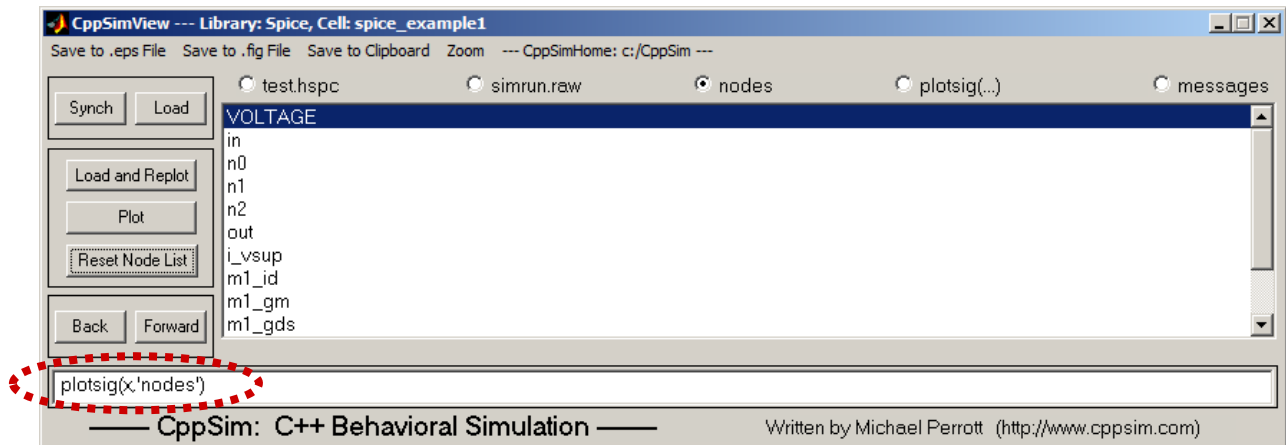 CppSimView --- Library: Spice, Cell: spice_example1
Save to .eps File Save to .fig File Save to Clipboard Zoom --- CppSimHome: c:/CppSim ---
test.hspc simrun.raw nodes plotsig(...) messages
Synch Load
VOLTAGE
in
n0
n1
n2
out
i_vsup
m1_id
m1_gm
m1_gds
Load and Replot
Plot
Reset Node List
Back Forward
plotsig(x,'nodes')
CppSim: C++ Behavioral Simulation
Written by Michael Perrott (http://www.cppsim.com)